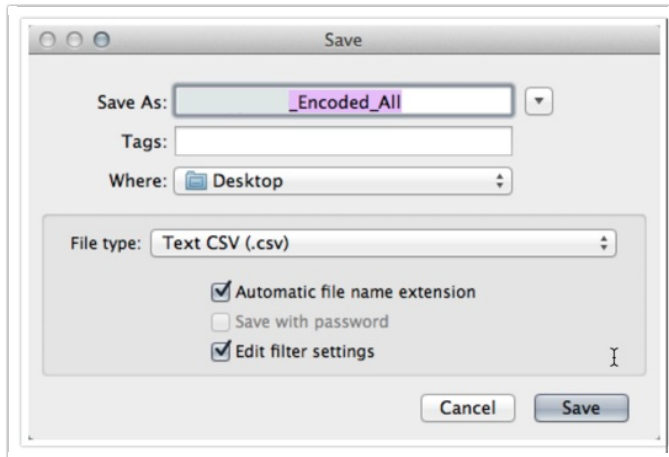 Save
Save As: _Encoded_All
Tags:
Where: Desktop
File type: Text CSV (.csv)
Automatic file name extension
Save with password
Edit filter settings
Cancel Save